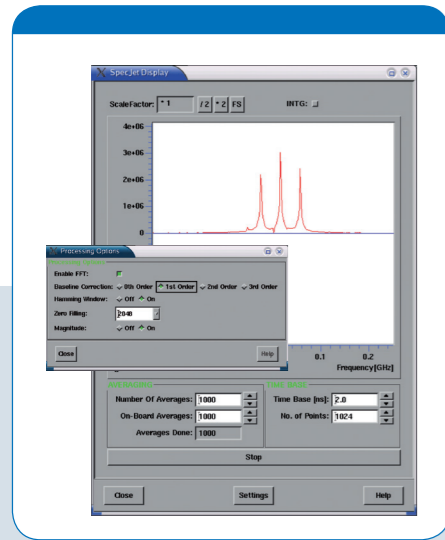 SpecJet Display
ScaleFactor: * 1 / 2 * 2 FS INTG:
4e+06
3e+06
2e+06
1e+06
0
Processing Options
Enable FFT:
Baseline Correction: 0th Order 1st Order 2nd Order 3rd Order
Hamming Window: Off On
Zero Filling: 2048
Magnitude: Off On
Close Help
0.1 0.2
Frequency[GHz]
AVERAGING TIME BASE
Number Of Averages: 1000 Time Base [ns]: 2.0
On-Board Averages: 1000 No. of Points: 1024
Averages Done: 1000
Stop
Close Settings Help